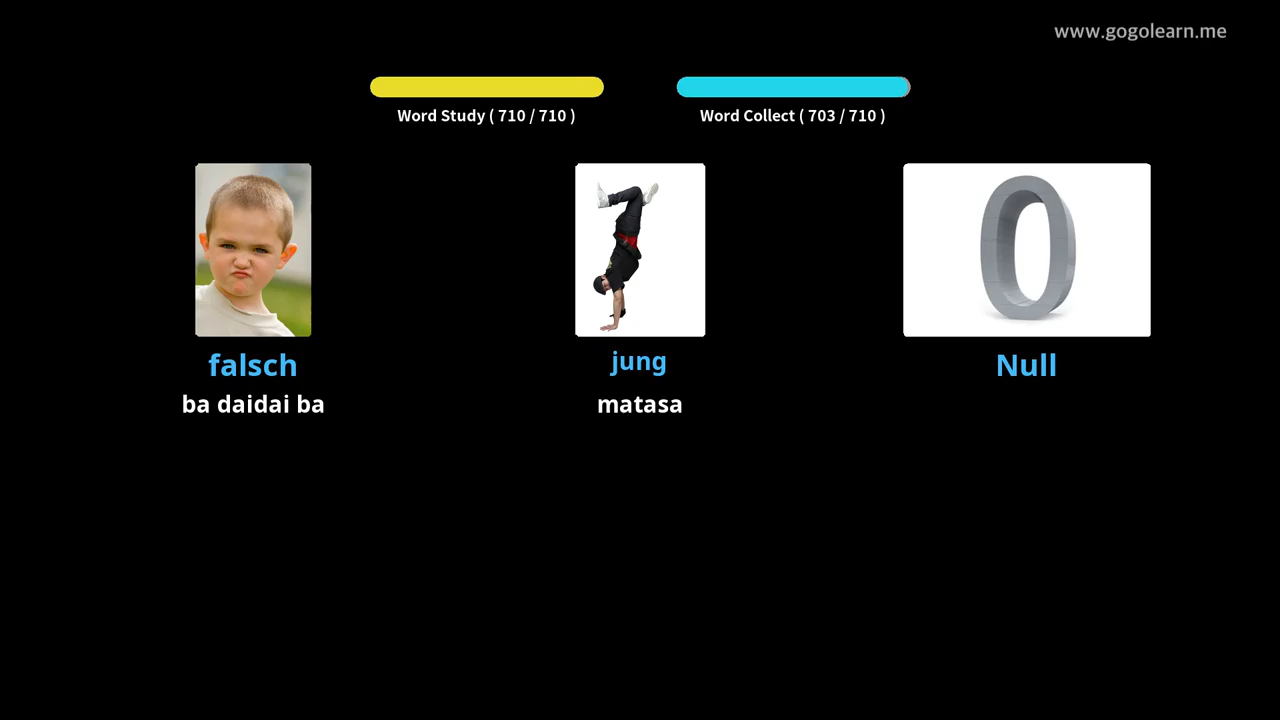 www.gogolearn.me
Word Study ( 710 / 710 )
Word Collect ( 703 / 710 )
falsch
jung
Null
ba daidai ba
matasa